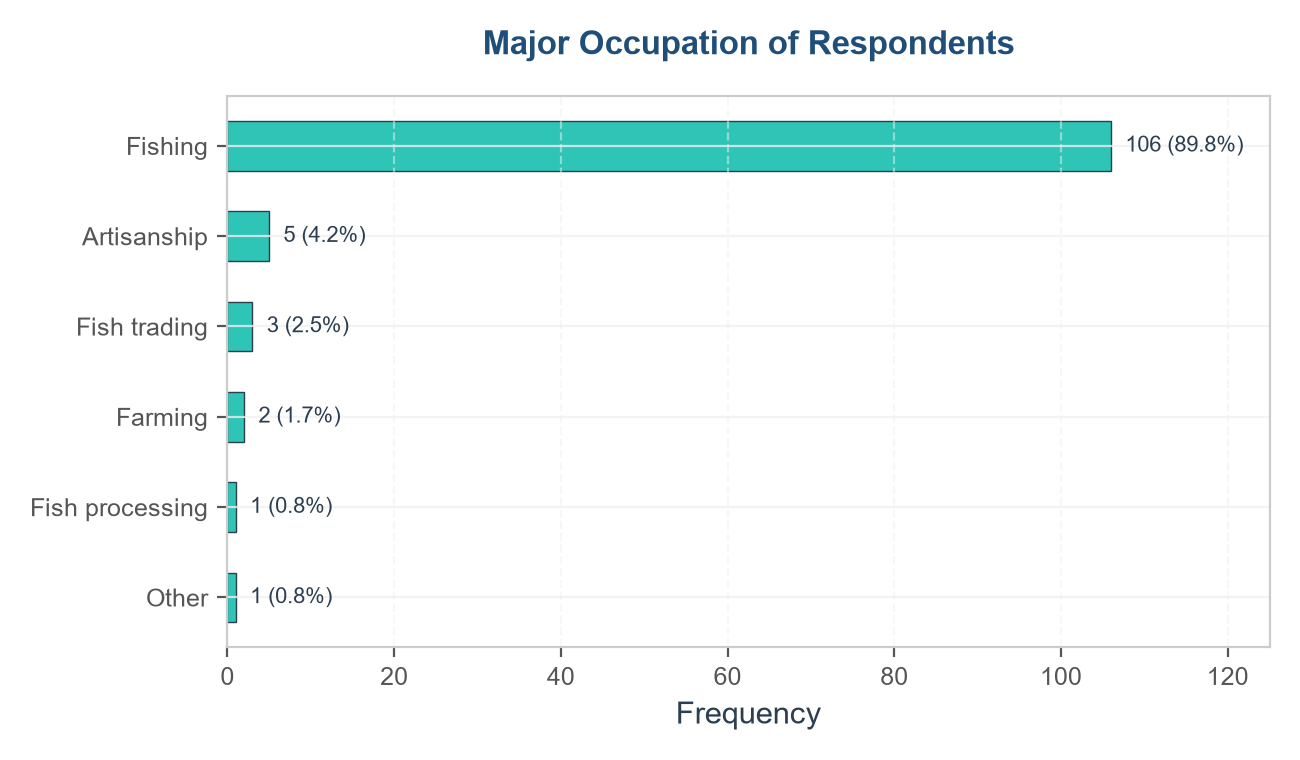 Major Occupation of Respondents
Fishing 106 (89.8%)
Artisanship 5 (4.2%)
Fish trading 3 (2.5%)
Farming 2 (1.7%)
Fish processing 1 (0.8%)
Other 1 (0.8%)
0 20 40 60 80 100 120
Frequency